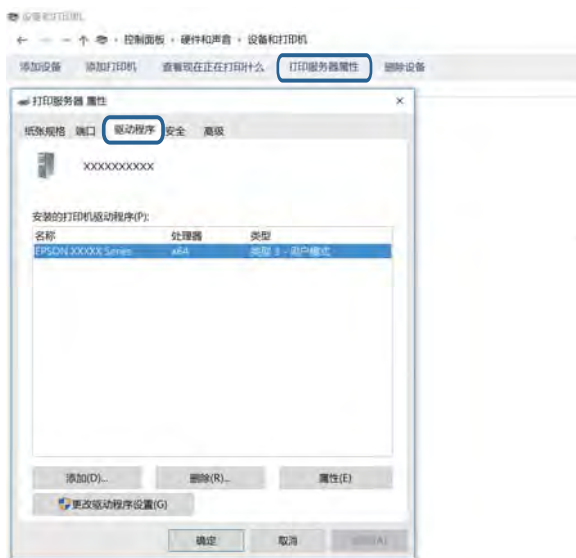 设备和打印机
控制面板 硬件和声音 设备和打印机
添加设备 添加打印机 查看现在正在打印什么 打印服务器属性 删除设备
打印服务器 属性
纸张规格 端口 驱动程序 安全 高级
XXXXXXXXXX
安装的打印机驱动程序(P):
名称 处理器 类型
EPSON XXXXX Series x64 类型 3 - 用户模式
添加(D)... 删除(R)... 属性(E)
更改驱动程序设置(G)
确定 取消